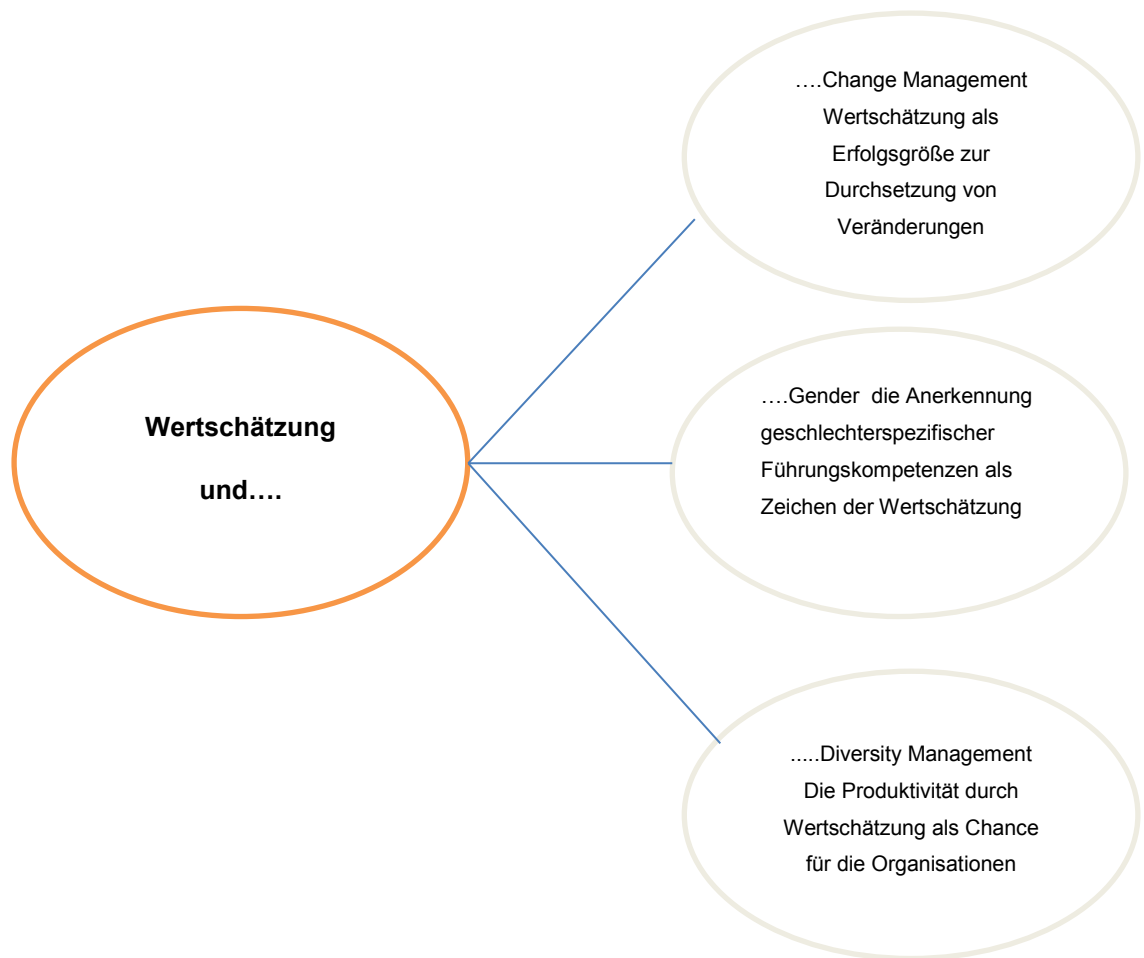 Wertschätzung
und….
….Change Management
Wertschätzung als
Erfolgsgröße zur
Durchsetzung von
Veränderungen
….Gender  die Anerkennung
geschlechterspezifischer
Führungskompetenzen als
Zeichen der Wertschätzung
.....Diversity Management
Die Produktivität durch
Wertschätzung als Chance
für die Organisationen